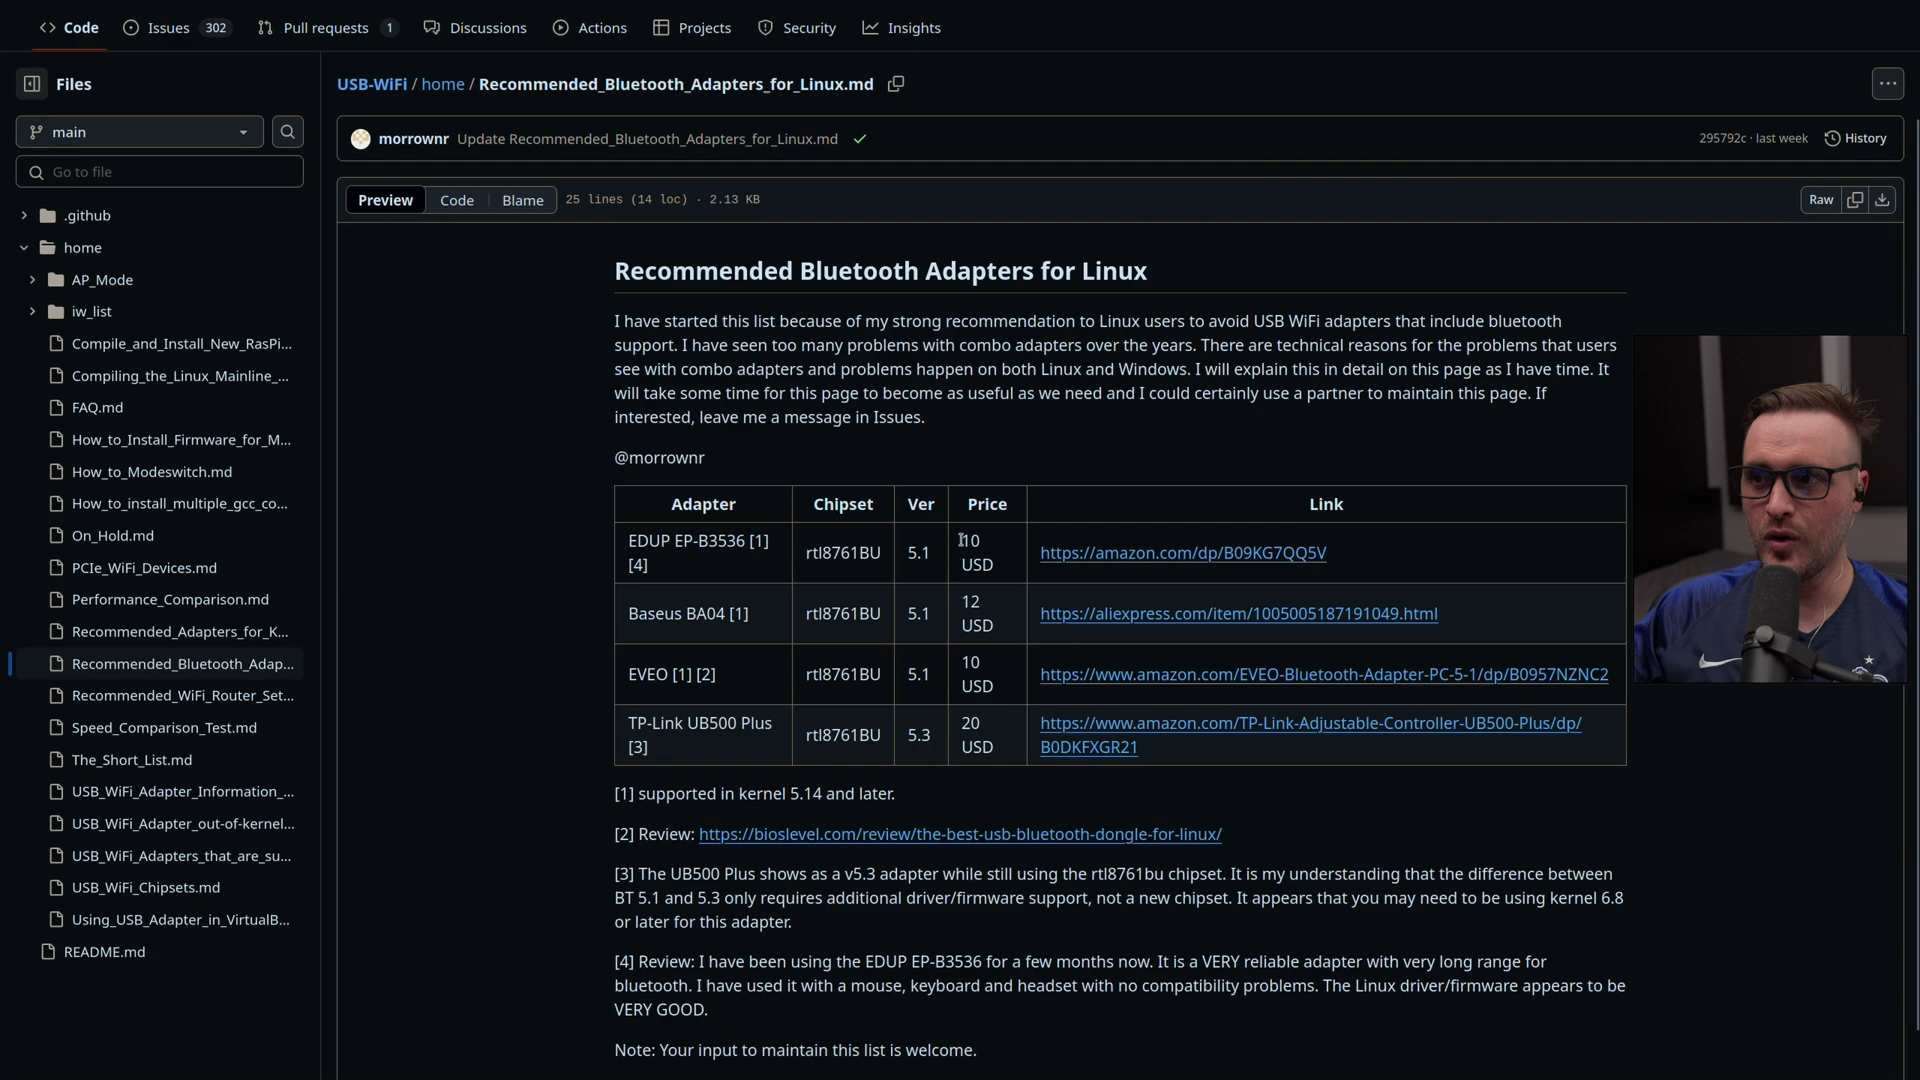 Code
Issues 302
Pull requests 1
Discussions
Actions
Projects
Security
Insights
Files
main
Go to file
.github
home
AP_Mode
iw_list
Compile_and_Install_New_RasPi...
Compiling_the_Linux_Mainline_...
FAQ.md
How_to_Install_Firmware_for_M...
How_to_Modeswitch.md
How_to_install_multiple_gcc_co...
On_Hold.md
PCIe_WiFi_Devices.md
Performance_Comparison.md
Recommended_Adapters_for_K...
Recommended_Bluetooth_Adap...
Recommended_WiFi_Router_Set...
Speed_Comparison_Test.md
The_Short_List.md
USB_WiFi_Adapter_Information_...
USB_WiFi_Adapter_out-of-kernel...
USB_WiFi_Adapters_that_are_su...
USB_WiFi_Chipsets.md
Using_USB_Adapter_in_VirtualB...
README.md
USB-WiFi / home / Recommended_Bluetooth_Adapters_for_Linux.md
morrownr Update Recommended_Bluetooth_Adapters_for_Linux.md
295792c · last week
History
Preview
Code
Blame
25 lines (14 loc) · 2.13 KB
Raw
Recommended Bluetooth Adapters for Linux
I have started this list because of my strong recommendation to Linux users to avoid USB WiFi adapters that include bluetooth
support. I have seen too many problems with combo adapters over the years. There are technical reasons for the problems that users
see with combo adapters and problems happen on both Linux and Windows. I will explain this in detail on this page as I have time. It
will take some time for this page to become as useful as we need and I could certainly use a partner to maintain this page. If
interested, leave me a message in Issues.
@morrownr
Adapter Chipset Ver Price Link
EDUP EP-B3536 [1]
[4]
rtl8761BU
5.1
10
USD
https://amazon.com/dp/B09KG7QQ5V
Baseus BA04 [1]
rtl8761BU
5.1
12
USD
https://aliexpress.com/item/1005005187191049.html
EVEO [1] [2]
rtl8761BU
5.1
10
USD
https://www.amazon.com/EVEO-Bluetooth-Adapter-PC-5-1/dp/B0957NZNC2
TP-Link UB500 Plus
[3]
rtl8761BU
5.3
20
USD
https://www.amazon.com/TP-Link-Adjustable-Controller-UB500-Plus/dp/
B0DKFXGR21
[1] supported in kernel 5.14 and later.
[2] Review: https://bioslevel.com/review/the-best-usb-bluetooth-dongle-for-linux/
[3] The UB500 Plus shows as a v5.3 adapter while still using the rtl8761bu chipset. It is my understanding that the difference between
BT 5.1 and 5.3 only requires additional driver/firmware support, not a new chipset. It appears that you may need to be using kernel 6.8
or later for this adapter.
[4] Review: I have been using the EDUP EP-B3536 for a few months now. It is a VERY reliable adapter with very long range for
bluetooth. I have used it with a mouse, keyboard and headset with no compatibility problems. The Linux driver/firmware appears to be
VERY GOOD.
Note: Your input to maintain this list is welcome.